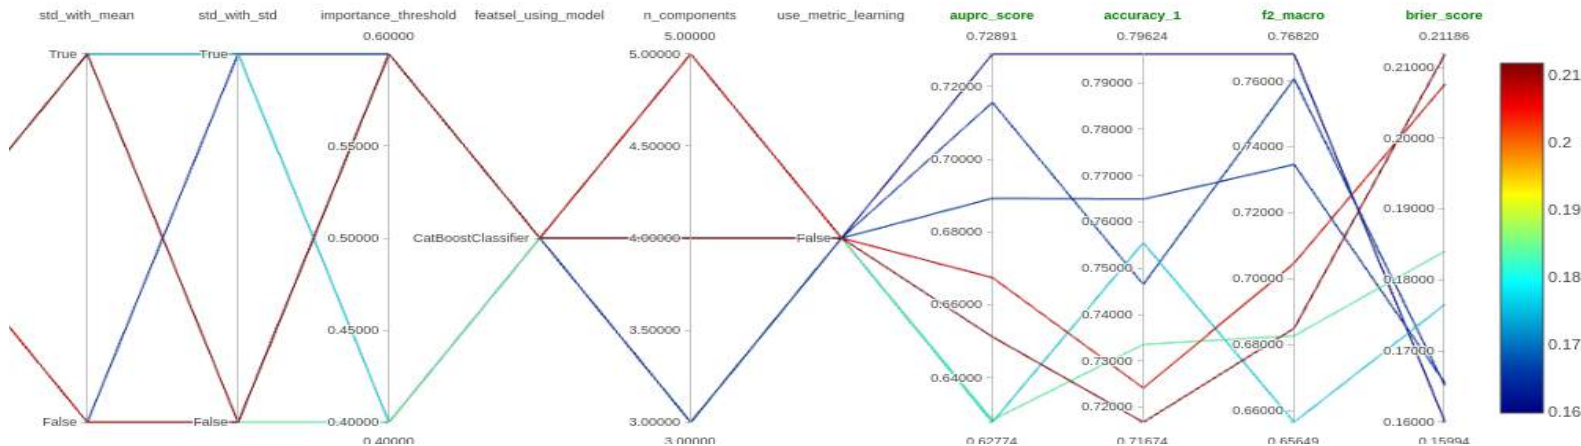 std_with_mean std_with_std importance_threshold featsel_using_model n_components use_metric_learning auprc_score accuracy_1 f2_macro brier_score
0.60000 5.00000 0.72891 0.79624 0.76820 0.21186
True True 5.00000 0.21000
0.79000 0.76000 0.21
0.72000
0.78000
0.55000 4.50000 0.74000 0.20000 0.2
0.70000
0.77000
0.19
0.76000 0.72000 0.19000
0.50000 CatBoostClassifier 4.00000 False 0.68000
0.75000 0.70000 0.18000 0.18
0.66000
0.74000
0.45000 3.50000 0.68000 0.17000 0.17
0.73000
0.64000
0.72000 0.66000 0.16
False False 0.40000 3.00000 0.16000
0.40000 3.00000 0.62774 0.71674 0.65649 0.15994